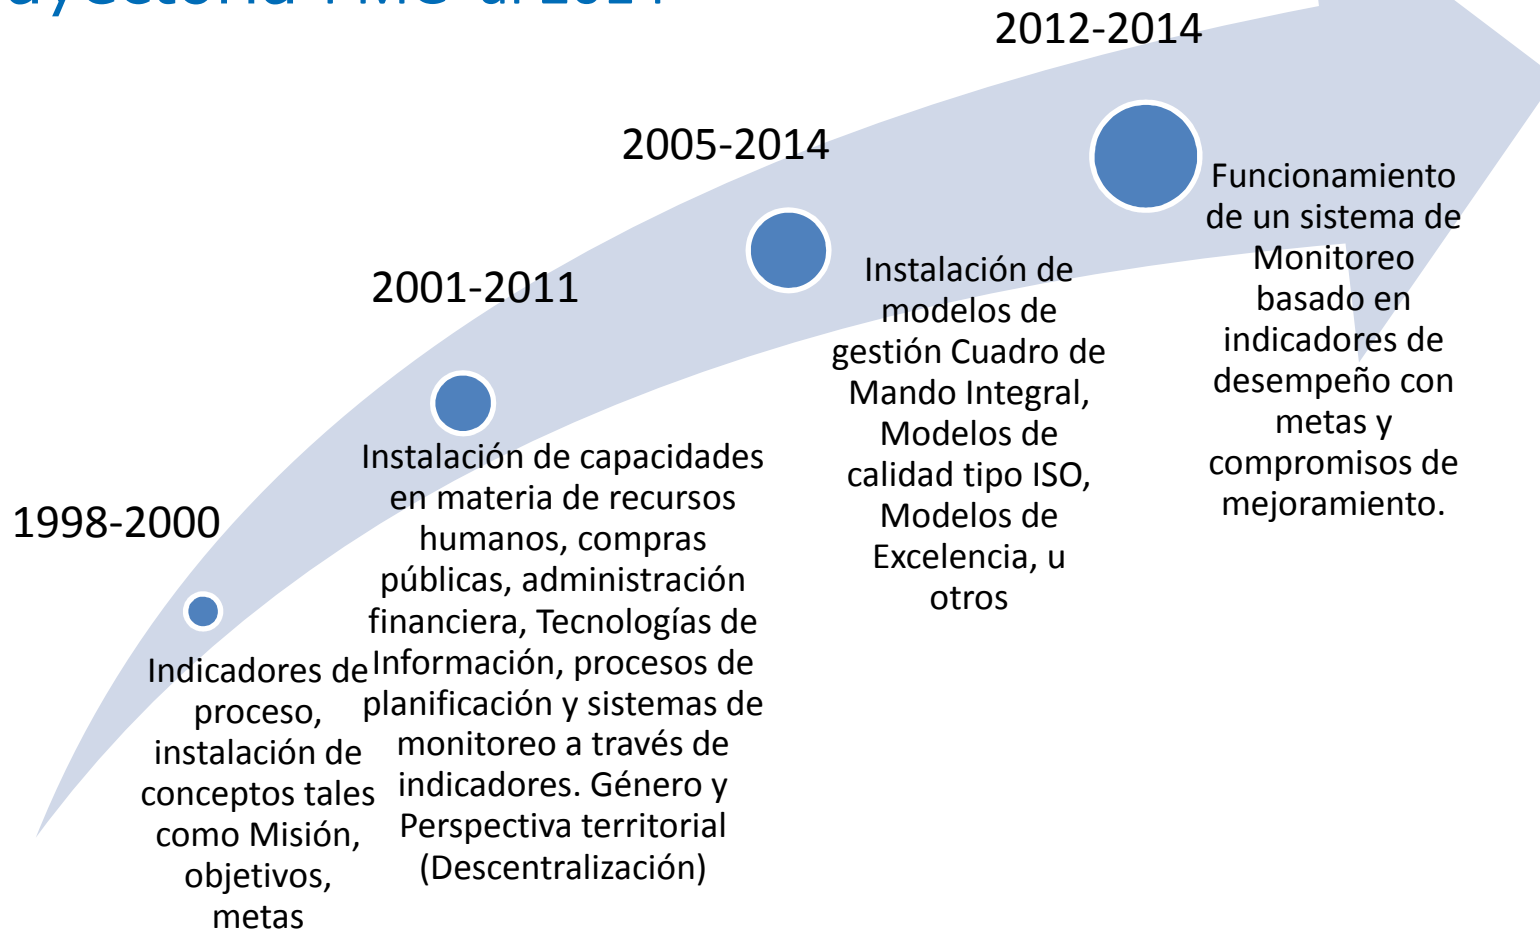 2012-2014
2005-2014
2001-2011
1998-2000
Indicadores de
proceso,
instalación de
conceptos tales
como Misión,
objetivos,
metas
Instalación de capacidades
en materia de recursos
humanos, compras
públicas, administración
financiera, Tecnologías de
Información, procesos de
planificación y sistemas de
monitoreo a través de
indicadores. Género y
Perspectiva territorial
(Descentralización)
Instalación de
modelos de
gestión Cuadro de
Mando Integral,
Modelos de
calidad tipo ISO,
Modelos de
Excelencia, u
otros
Funcionamiento
de un sistema de
Monitoreo
basado en
indicadores de
desempeño con
metas y
compromisos de
mejoramiento.